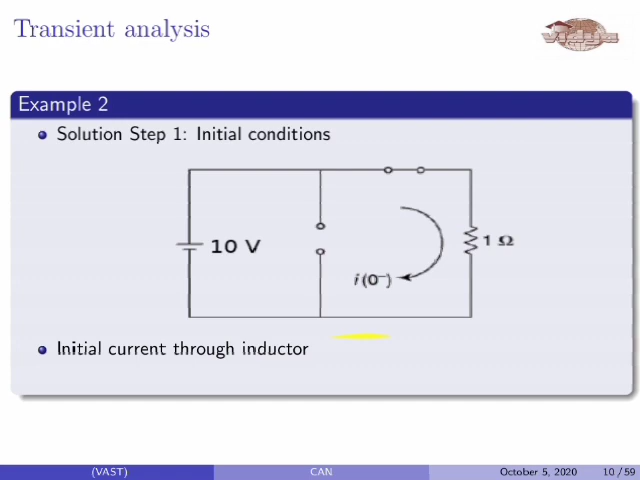 Transient analysis
vidya
Example 2
Solution Step 1: Initial conditions
10 V
1 Ω
i(0⁻)
Initial current through inductor
(VAST) CAN October 5, 2020 10 / 59